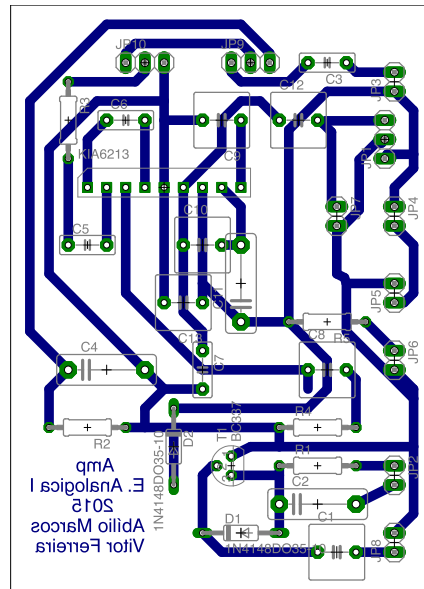 JP10
JP9
C3
C12
JP3
R3
C6
C9
KIA6213
JP1
C10
JP7
JP4
C5
C11
JP5
C13
C8
R5
JP6
C4
C7
R2
D2
1N4148DO35-10
T1
BC337
R4
R1
JP2
C2
C1
D1
1N4148DO35-10
JP8
Amp
E. Analogica I
2015
Abílio Marcos
Vitor Ferreira